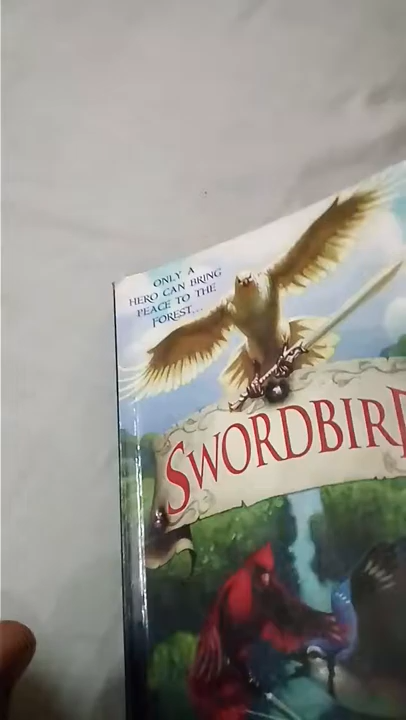 ONLY A
HERO CAN BRING
PEACE TO THE
FOREST...
SWORDBIRD